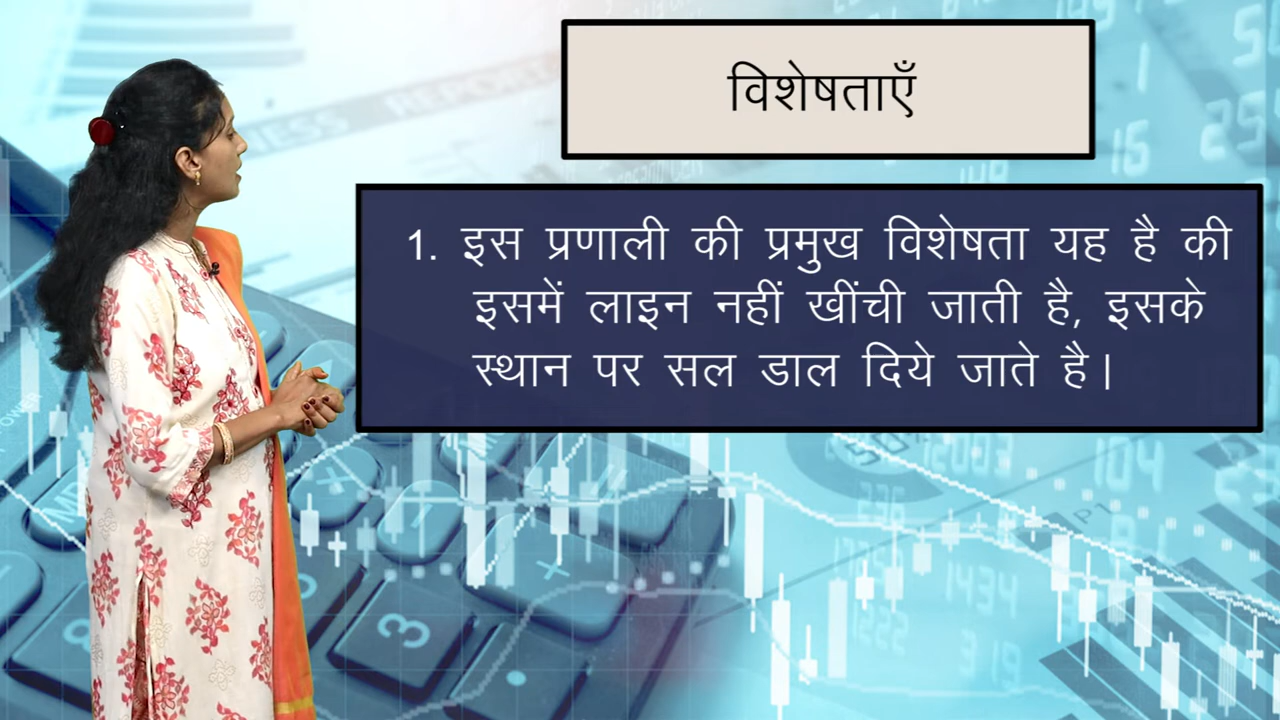 विशेषताएँ
1. इस प्रणाली की प्रमुख विशेषता यह है की
इसमें लाइन नहीं खींची जाती है, इसके
स्थान पर सल डाल दिये जाते है।